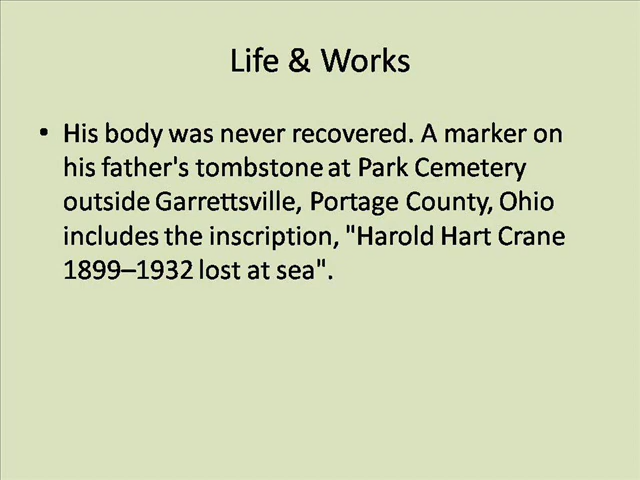 Life & Works
• His body was never recovered. A marker on
his father's tombstone at Park Cemetery
outside Garrettsville, Portage County, Ohio
includes the inscription, "Harold Hart Crane
1899–1932 lost at sea".